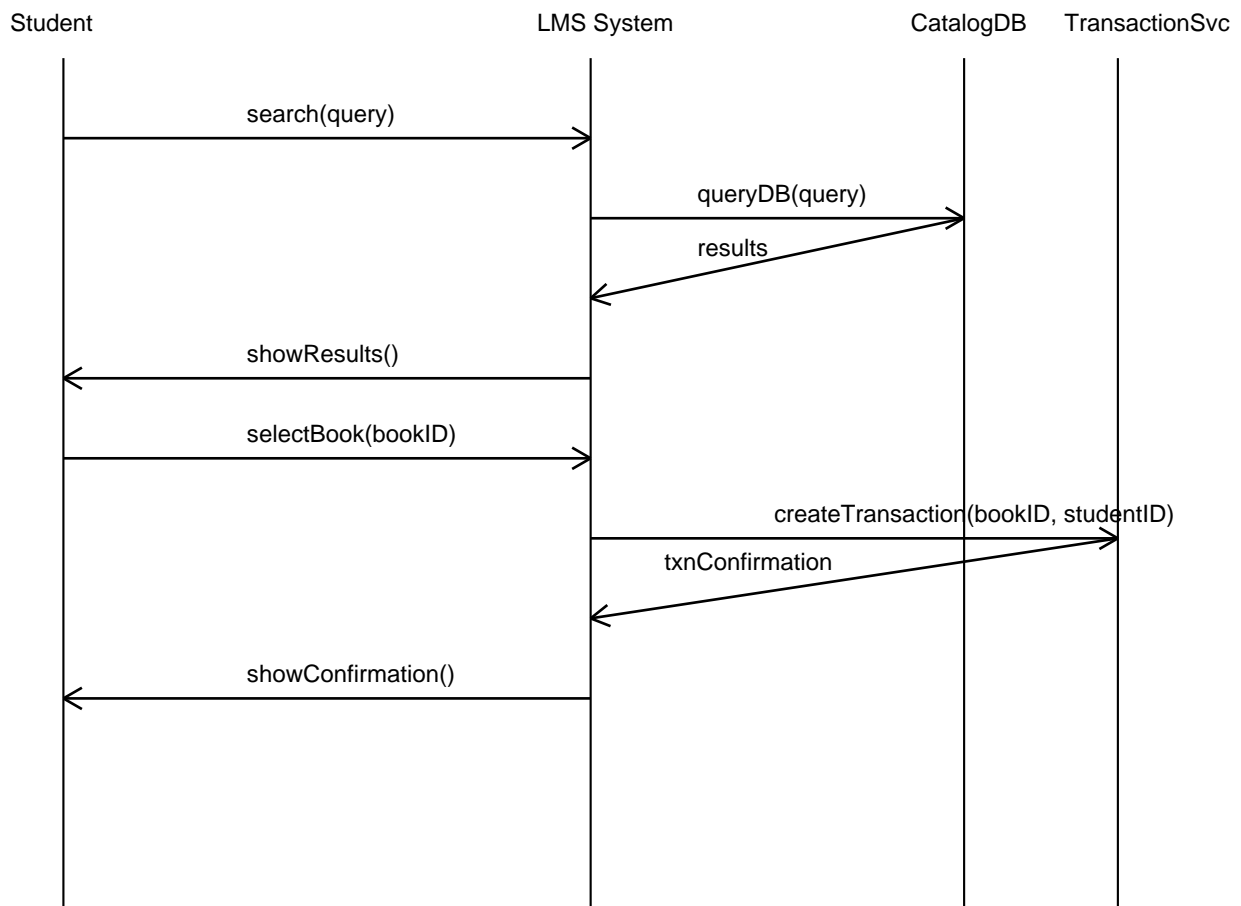 Student LMS System CatalogDB TransactionSvc
search(query)
queryDB(query)
results
showResults()
selectBook(bookID)
createTransaction(bookID, studentID)
txnConfirmation
showConfirmation()